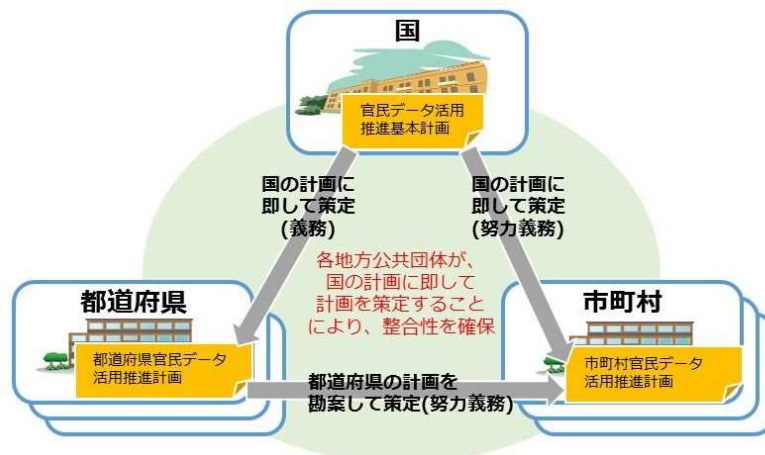 国
官民データ活用
推進基本計画
国の計画に
即して策定
(義務)
国の計画に
即して策定
(努力義務)
各地方公共団体が、
国の計画に即して
計画を策定すること
により、整合性を確保
都道府県
都道府県官民データ
活用推進計画
市町村
市町村官民データ
活用推進計画
都道府県の計画を
勘案して策定(努力義務)